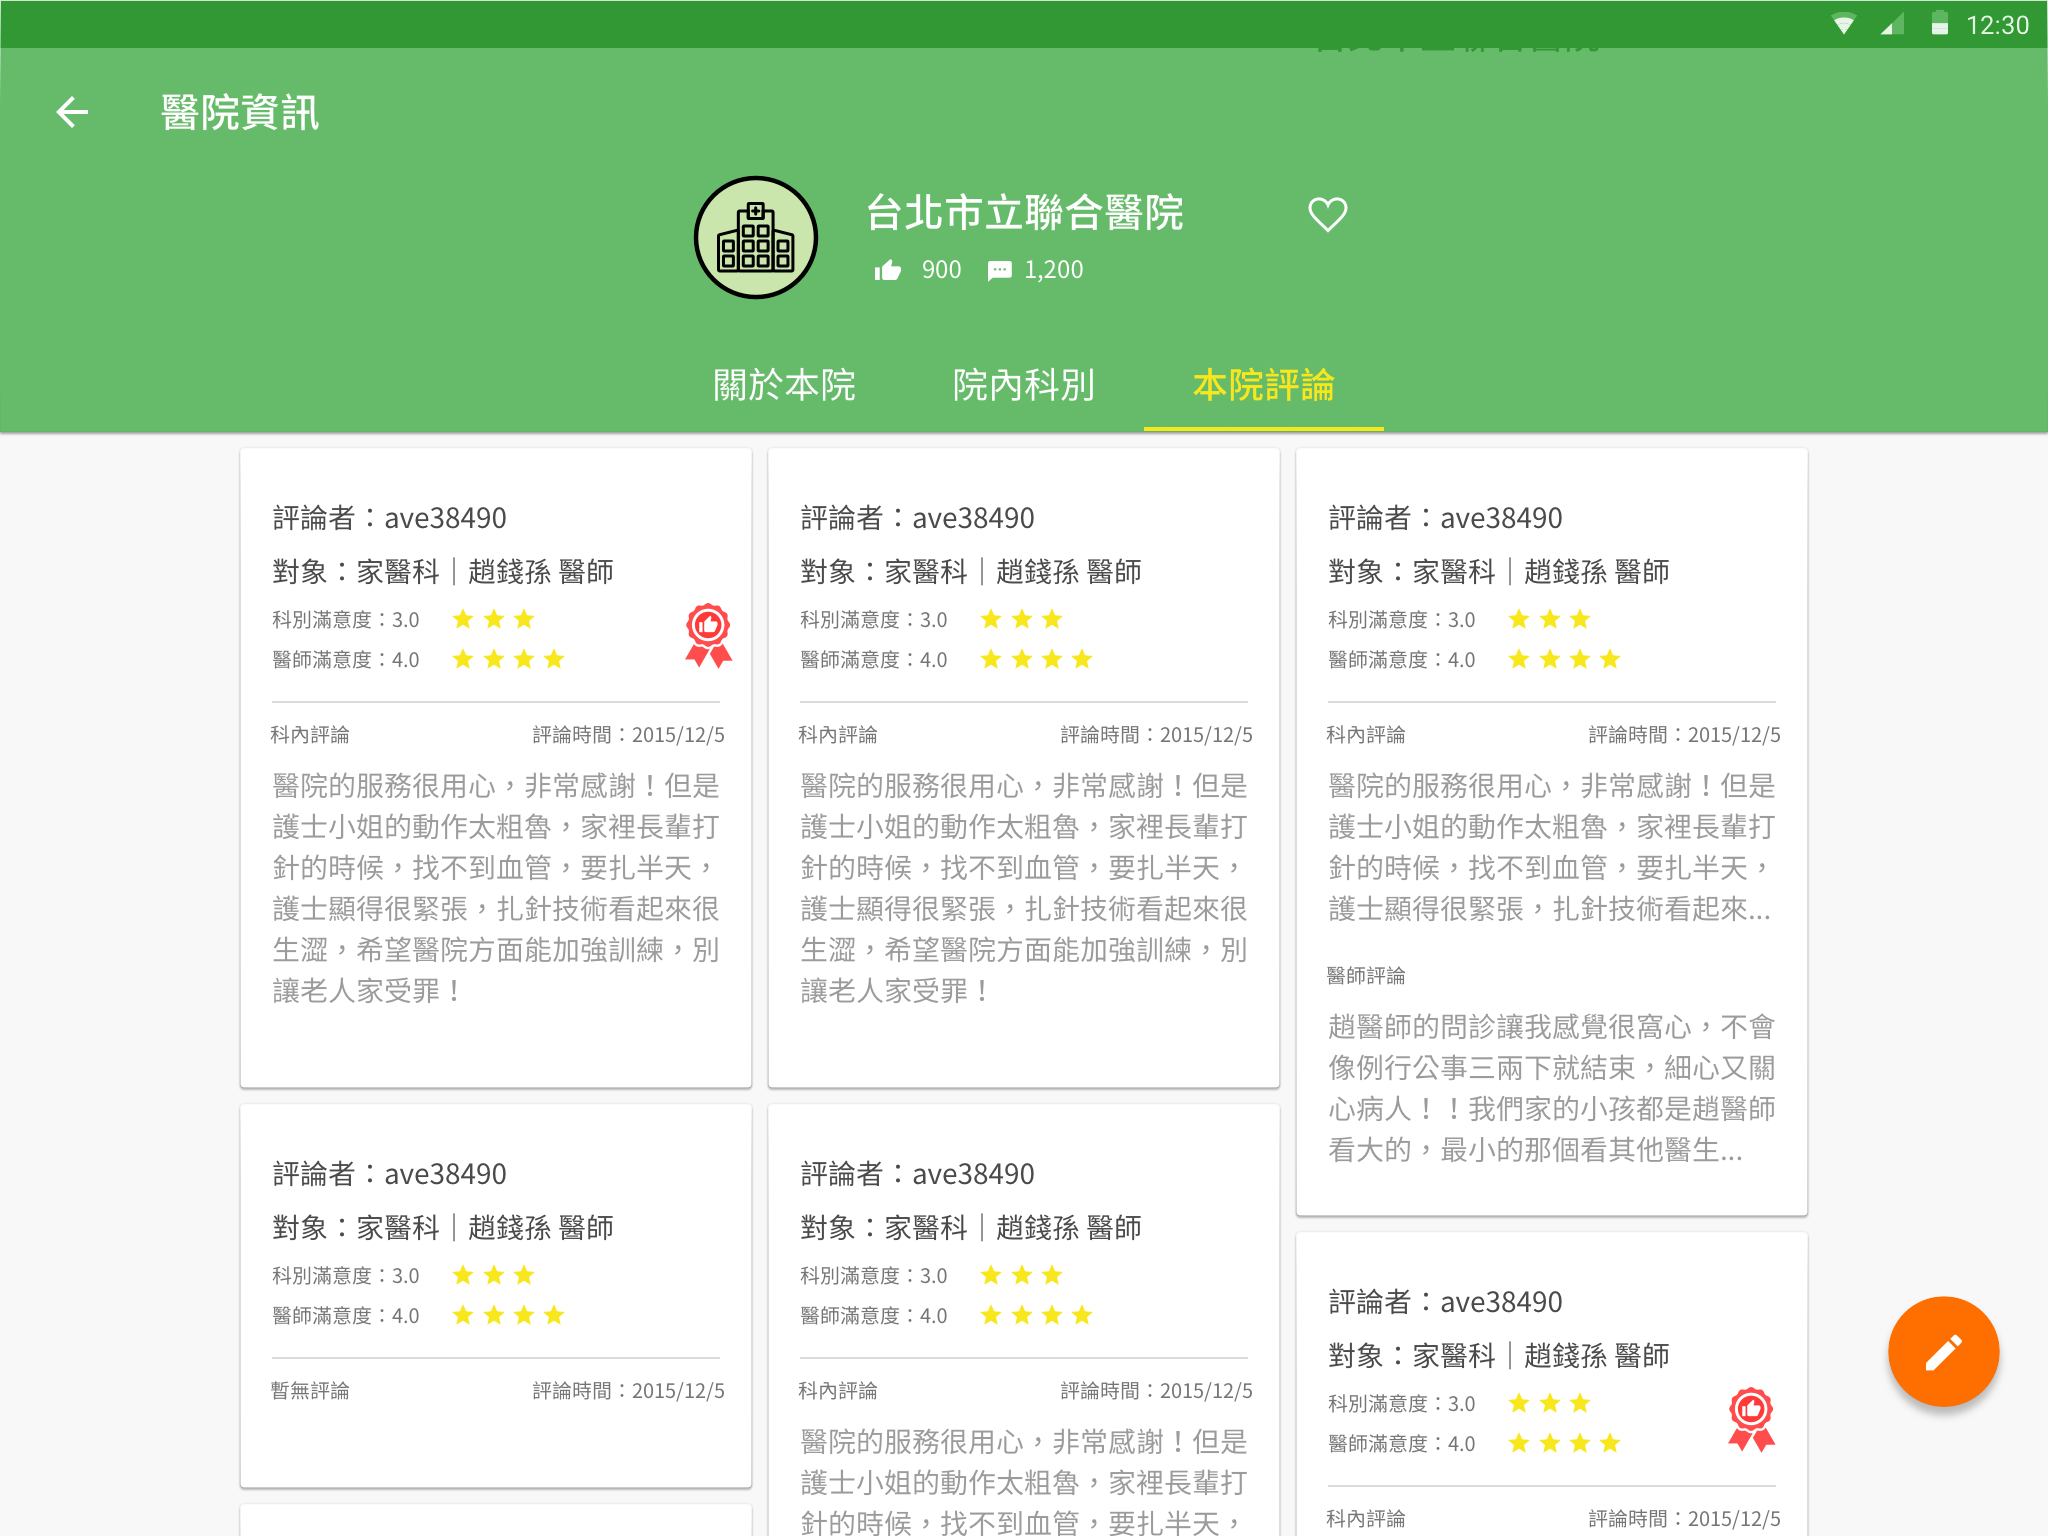 12:30
醫院資訊
台北市立聯合醫院
900 1,200
關於本院 院內科別 本院評論
評論者：ave38490
對象：家醫科｜趙錢孫 醫師
科別滿意度：3.0
醫師滿意度：4.0
科內評論 評論時間：2015/12/5
醫院的服務很用心，非常感謝！但是
護士小姐的動作太粗魯，家裡長輩打
針的時候，找不到血管，要扎半天，
護士顯得很緊張，扎針技術看起來很
生澀，希望醫院方面能加強訓練，別
讓老人家受罪！
評論者：ave38490
對象：家醫科｜趙錢孫 醫師
科別滿意度：3.0
醫師滿意度：4.0
科內評論 評論時間：2015/12/5
醫院的服務很用心，非常感謝！但是
護士小姐的動作太粗魯，家裡長輩打
針的時候，找不到血管，要扎半天，
護士顯得很緊張，扎針技術看起來很
生澀，希望醫院方面能加強訓練，別
讓老人家受罪！
評論者：ave38490
對象：家醫科｜趙錢孫 醫師
科別滿意度：3.0
醫師滿意度：4.0
科內評論 評論時間：2015/12/5
醫院的服務很用心，非常感謝！但是
護士小姐的動作太粗魯，家裡長輩打
針的時候，找不到血管，要扎半天，
護士顯得很緊張，扎針技術看起來...
醫師評論
趙醫師的問診讓我感覺很窩心，不會
像例行公事三兩下就結束，細心又關
心病人！！我們家的小孩都是趙醫師
看大的，最小的那個看其他醫生...
評論者：ave38490
對象：家醫科｜趙錢孫 醫師
科別滿意度：3.0
醫師滿意度：4.0
暫無評論 評論時間：2015/12/5
評論者：ave38490
對象：家醫科｜趙錢孫 醫師
科別滿意度：3.0
醫師滿意度：4.0
科內評論 評論時間：2015/12/5
醫院的服務很用心，非常感謝！但是
護士小姐的動作太粗魯，家裡長輩打
針的時候，找不到血管，要扎半天，
評論者：ave38490
對象：家醫科｜趙錢孫 醫師
科別滿意度：3.0
醫師滿意度：4.0
科內評論 評論時間：2015/12/5